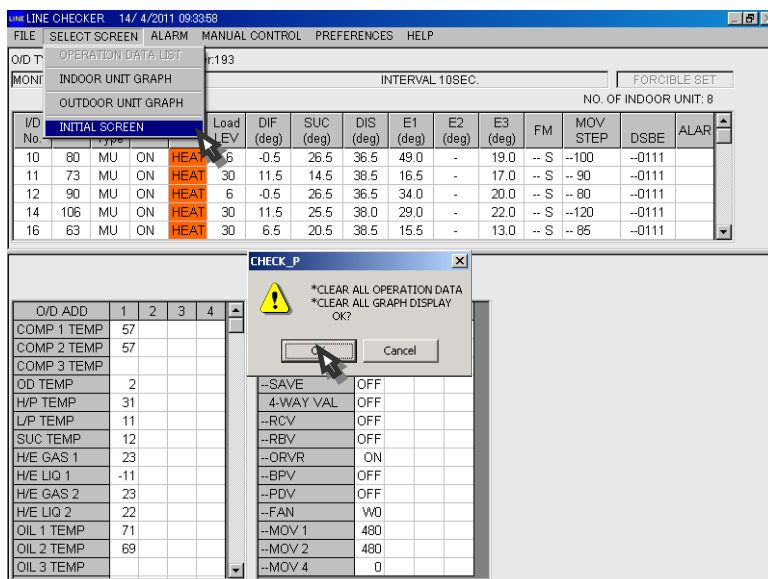 LINE LINE CHECKER 14/ 4/2011 09:33:58
FILE SELECT SCREEN ALARM MANUAL CONTROL PREFERENCES HELP
OPERATION DATA LIST
INDOOR UNIT GRAPH
OUTDOOR UNIT GRAPH
INITIAL SCREEN
O/D T r:193
MONI INTERVAL 10SEC. FORCIBLE SET
NO. OF INDOOR UNIT: 8
I/D No. Type Load LEV DIF (deg) SUC (deg) DIS (deg) E1 (deg) E2 (deg) E3 (deg) FM MOV STEP DSBE ALAR
10 80 MU ON HEAT 6 -0.5 26.5 36.5 49.0 - 19.0 -- S --100 --0111
11 73 MU ON HEAT 30 11.5 14.5 38.5 16.5 - 17.0 -- S -- 90 --0111
12 90 MU ON HEAT 6 -0.5 26.5 36.5 34.0 - 20.0 -- S -- 80 --0111
14 106 MU ON HEAT 30 11.5 25.5 38.0 29.0 - 22.0 -- S --120 --0111
16 63 MU ON HEAT 30 6.5 20.5 38.5 15.5 - 13.0 -- S -- 85 --0111
CHECK_P
*CLEAR ALL OPERATION DATA
*CLEAR ALL GRAPH DISPLAY
OK?
Cancel
O/D ADD 1 2 3 4
COMP 1 TEMP 57
COMP 2 TEMP 57
COMP 3 TEMP
OD TEMP 2
H/P TEMP 31
L/P TEMP 11
SUC TEMP 12
H/E GAS 1 23
H/E LIQ 1 -11
H/E GAS 2 23
H/E LIQ 2 22
OIL 1 TEMP 71
OIL 2 TEMP 69
OIL 3 TEMP
--SAVE OFF
4-WAY VAL OFF
--RCV OFF
--RBV OFF
--ORVR ON
--BPV OFF
--PDV OFF
--FAN W0
--MOV 1 480
--MOV 2 480
--MOV 4 0